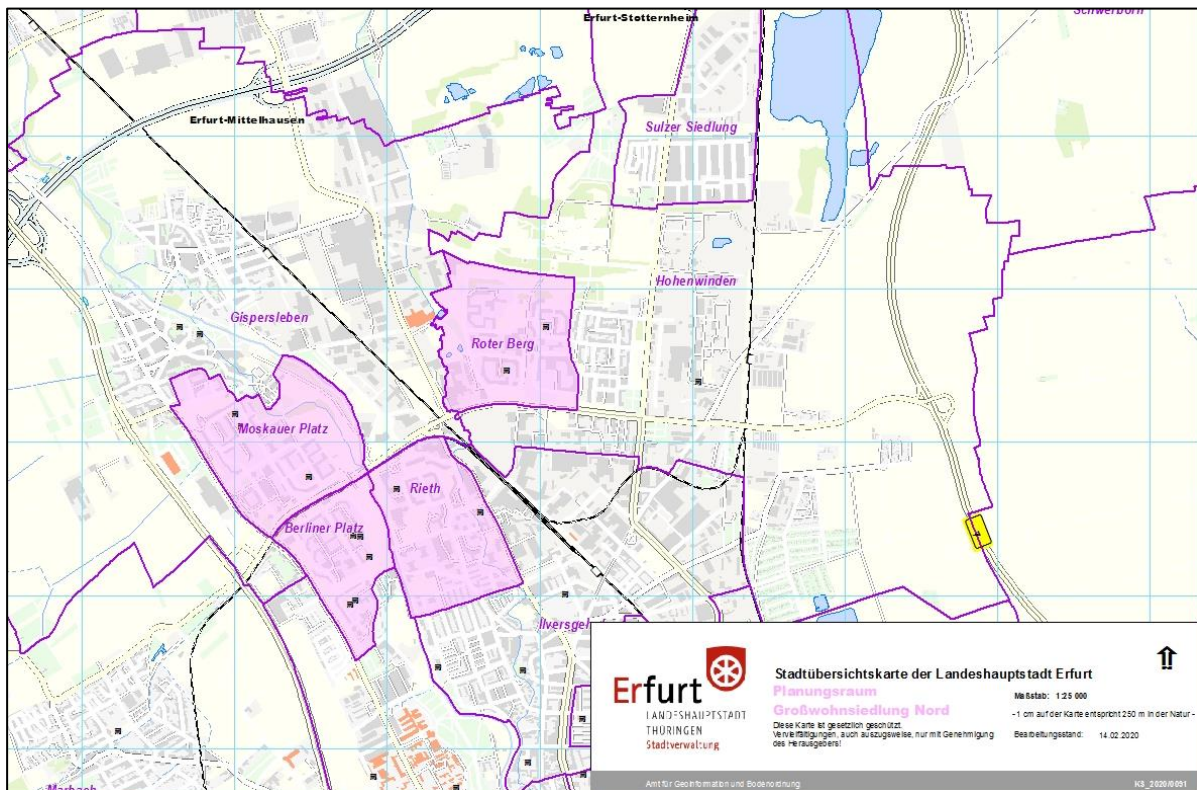 Erfurt-Stotternheim
Schwerborn
Erfurt-Mittelhausen
Sulzer Siedlung
Hohenwinden
Gispersleben
Roter Berg
Moskauer Platz
Rieth
Berliner Platz
Ilversge
Marbach
Erfurt
LANDESHAUPTSTADT
THÜRINGEN
Stadtverwaltung
Stadtübersichtskarte der Landeshauptstadt Erfurt
Planungsraum
Großwohnsiedlung Nord
Diese Karte ist gesetzlich geschützt.
Vervielfältigungen, auch auszugsweise, nur mit Genehmigung
des Herausgebers!
Maßstab: 1:25 000
- 1 cm auf der Karte entspricht 250 m in der Natur -
Bearbeitungsstand: 14.02.2020
Amt für Geoinformation und Bodenordnung
KS_2020/0091